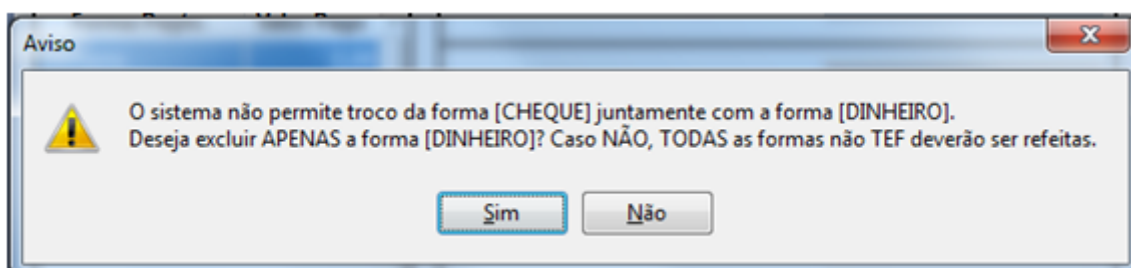 Aviso
O sistema não permite troco da forma [CHEQUE] juntamente com a forma [DINHEIRO].
Deseja excluir APENAS a forma [DINHEIRO]? Caso NÃO, TODAS as formas não TEF deverão ser refeitas.
Sim
Não